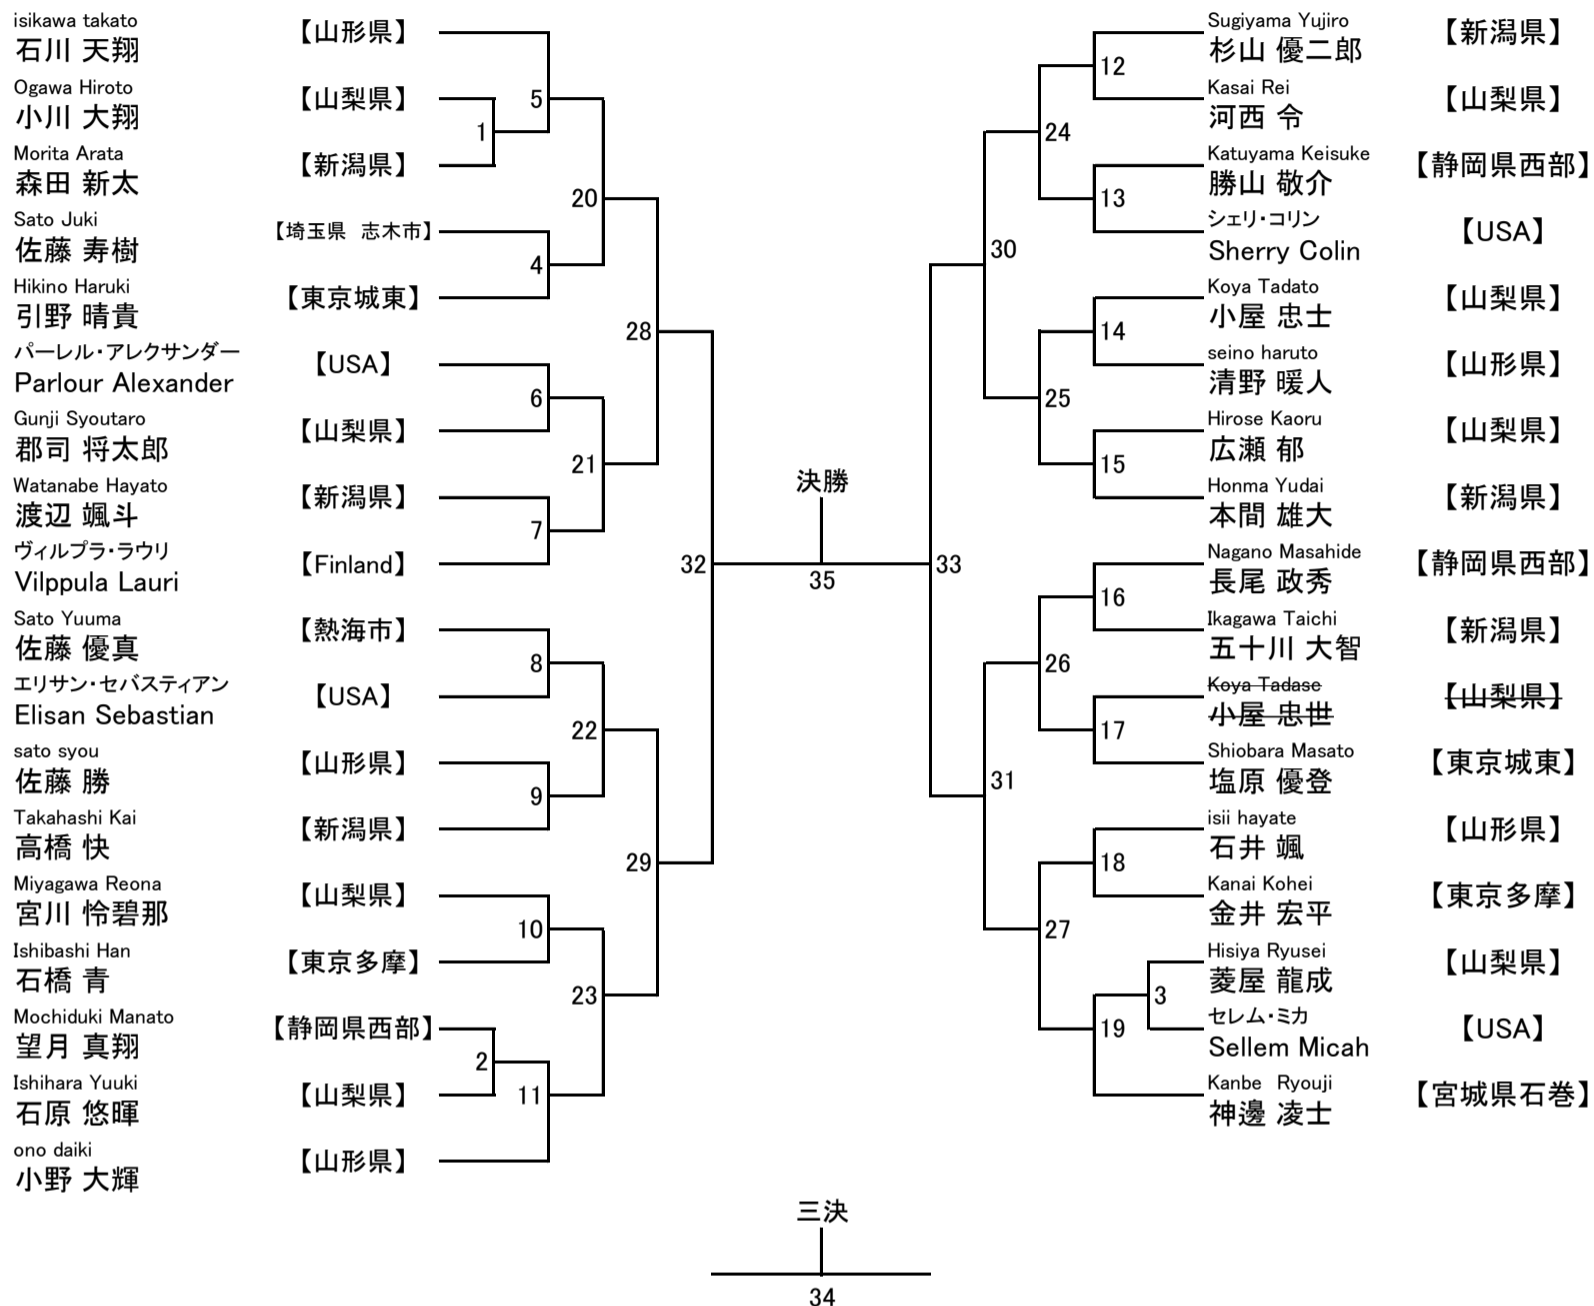 isikawa takato
石川 天翔
【山形県】
Ogawa Hiroto
小川 大翔
【山梨県】
Morita Arata
森田 新太
【新潟県】
Sato Juki
佐藤 寿樹
【埼玉県　志木市】
Hikino Haruki
引野 晴貴
【東京城東】
パーレル・アレクサンダー
Parlour Alexander
【USA】
Gunji Syoutaro
郡司 将太郎
【山梨県】
Watanabe Hayato
渡辺 颯斗
【新潟県】
ヴィルプラ・ラウリ
Vilppula Lauri
【Finland】
Sato Yuuma
佐藤 優真
【熱海市】
エリサン・セバスティアン
Elisan Sebastian
【USA】
sato syou
佐藤 勝
【山形県】
Takahashi Kai
高橋 快
【新潟県】
Miyagawa Reona
宮川 怜碧那
【山梨県】
Ishibashi Han
石橋 青
【東京多摩】
Mochiduki Manato
望月 真翔
【静岡県西部】
Ishihara Yuuki
石原 悠暉
【山梨県】
ono daiki
小野 大輝
【山形県】
1
5
20
4
28
6
21
7
32
8
22
9
29
10
23
2
11
決勝
35
三決
34
33
12
24
13
30
14
25
15
16
26
17
31
18
27
3
19
Sugiyama Yujiro
杉山 優二郎
【新潟県】
Kasai Rei
河西 令
【山梨県】
Katuyama Keisuke
勝山 敬介
【静岡県西部】
シェリ・コリン
Sherry Colin
【USA】
Koya Tadato
小屋 忠士
【山梨県】
seino haruto
清野 暖人
【山形県】
Hirose Kaoru
広瀬 郁
【山梨県】
Honma Yudai
本間 雄大
【新潟県】
Nagano Masahide
長尾 政秀
【静岡県西部】
Ikagawa Taichi
五十川 大智
【新潟県】
Koya Tadase
小屋 忠世
【山梨県】
Shiobara Masato
塩原 優登
【東京城東】
isii hayate
石井 颯
【山形県】
Kanai Kohei
金井 宏平
【東京多摩】
Hisiya Ryusei
菱屋 龍成
【山梨県】
セレム・ミカ
Sellem Micah
【USA】
Kanbe　Ryouji
神邊 凌士
【宮城県石巻】